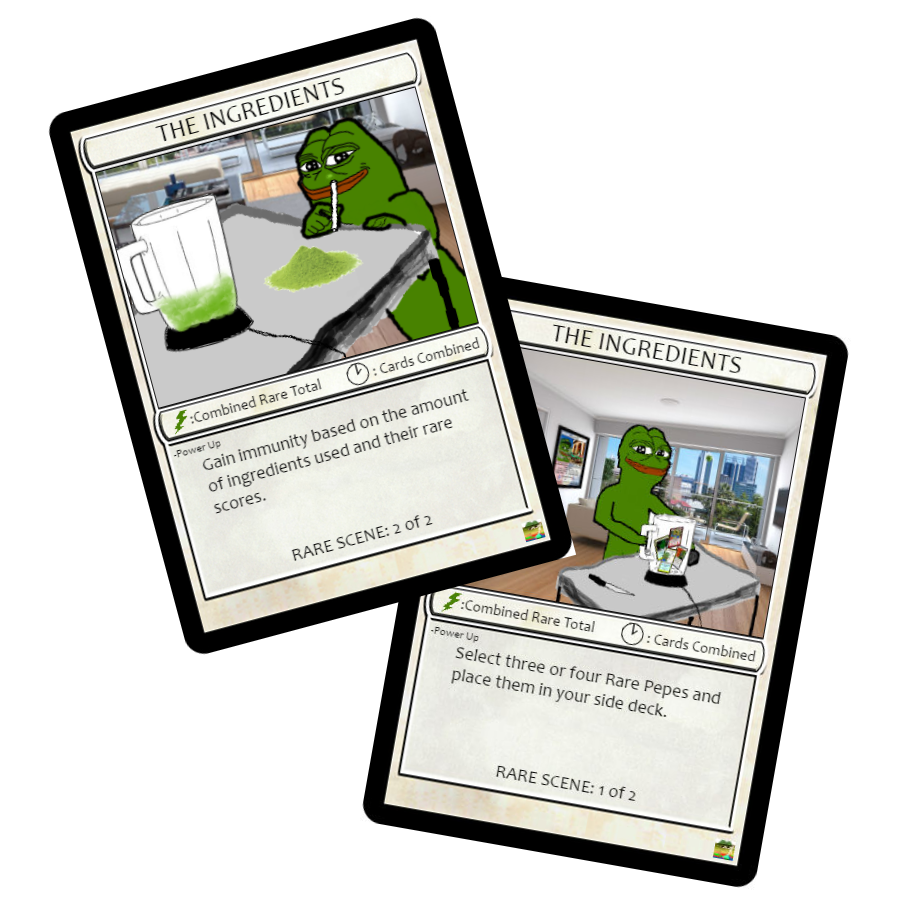 THE INGREDIENTS
:Combined Rare Total
: Cards Combined
-Power Up
Gain immunity based on the amount
of ingredients used and their rare
scores.
RARE SCENE: 2 of 2
THE INGREDIENTS
:Combined Rare Total
: Cards Combined
-Power Up
Select three or four Rare Pepes and
place them in your side deck.
RARE SCENE: 1 of 2